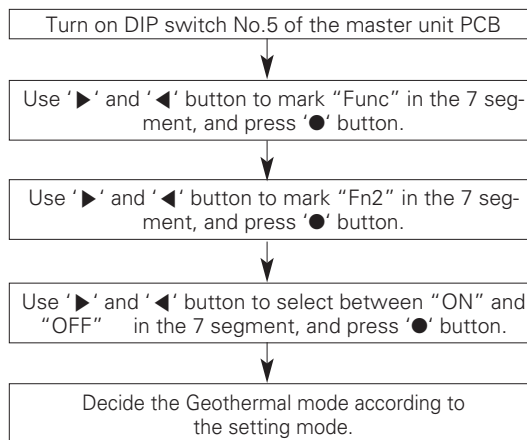 Turn on DIP switch No.5 of the master unit PCB
Use ‘▶‘ and ‘◀‘ button to mark “Func” in the 7 seg-
ment, and press ‘●‘ button.
Use ‘▶‘ and ‘◀‘ button to mark “Fn2” in the 7 seg-
ment, and press ‘●‘ button.
Use ‘▶‘ and ‘◀‘ button to select between “ON” and
“OFF” in the 7 segment, and press ‘●‘ button.
Decide the Geothermal mode according to
the setting mode.